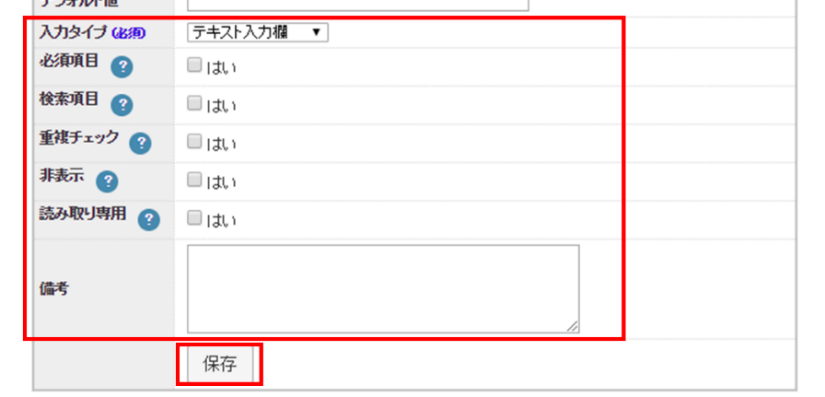 デフォルト値
入力タイプ (必須) テキスト入力欄 ▼
必須項目 ? はい
検索項目 ? はい
重複チェック ? はい
非表示 ? はい
読み取り専用 ? はい
備考
保存